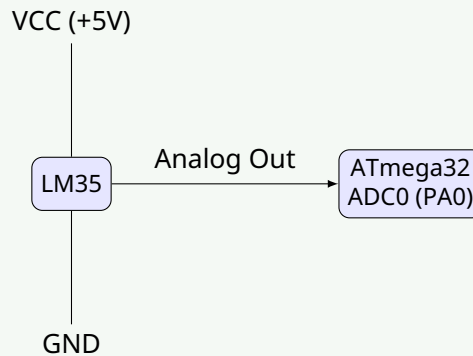 VCC (+5V)
LM35
Analog Out
ATmega32
ADC0 (PA0)
GND